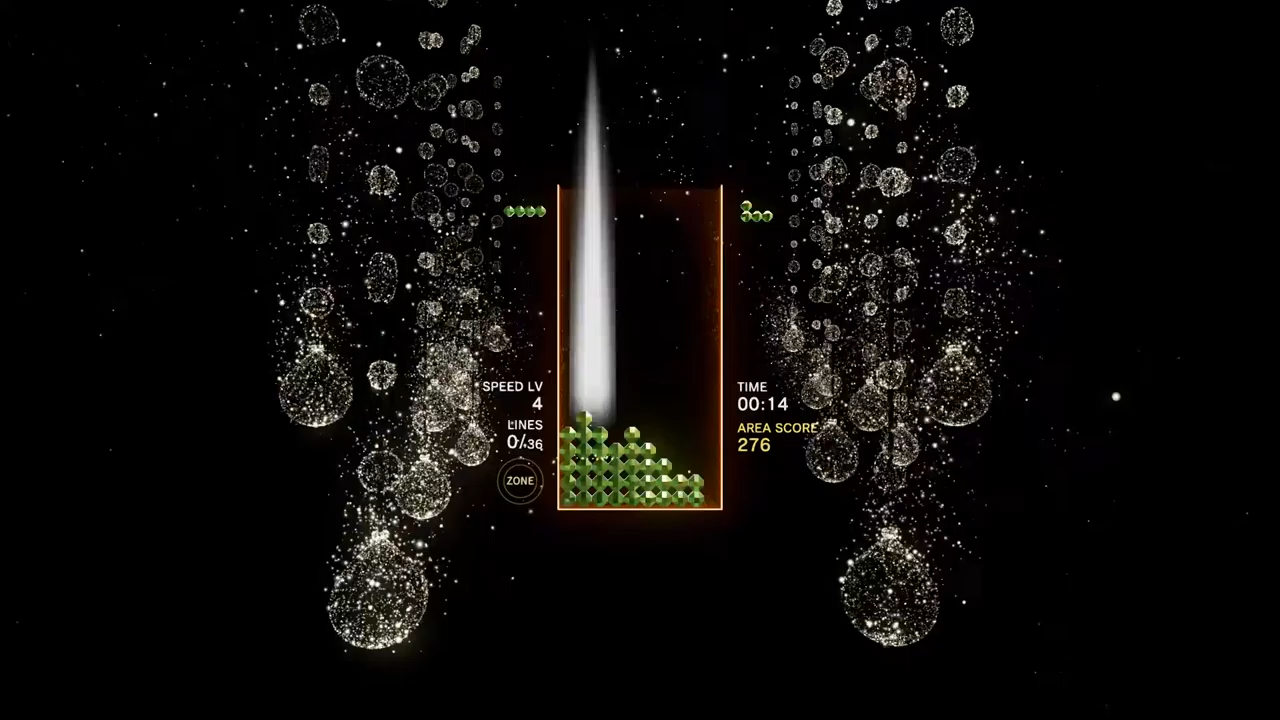 SPEED LV
4
LINES
0/36
ZONE
TIME
00:14
AREA SCORE
276